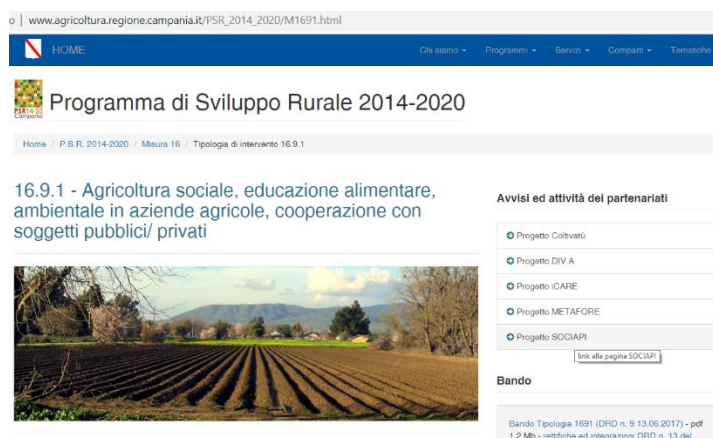 o | www.agricoltura.regione.campania.it/PSR_2014_2020/M1691.html
HOME
Chi siamo
Programmi
Servizi
Comparti
Tematiche
PSR14-20
Campania
Programma di Sviluppo Rurale 2014-2020
Home / P.S.R. 2014-2020 / Misura 16 / Tipologia di intervento 16.9.1
16.9.1 - Agricoltura sociale, educazione alimentare,
ambientale in aziende agricole, cooperazione con
soggetti pubblici/ privati
Avvisi ed attività dei partenariati
Progetto Coltivatù
Progetto DIV.A
Progetto iCARE
Progetto METAFORE
Progetto SOCIAPI
link alla pagina SOCIAPI
Bando
Bando Tipologia 1691 (DRD n. 9 13.06.2017) - pdf
1.2 Mb - rettifiche ed integrazioni DRD n. 13 del